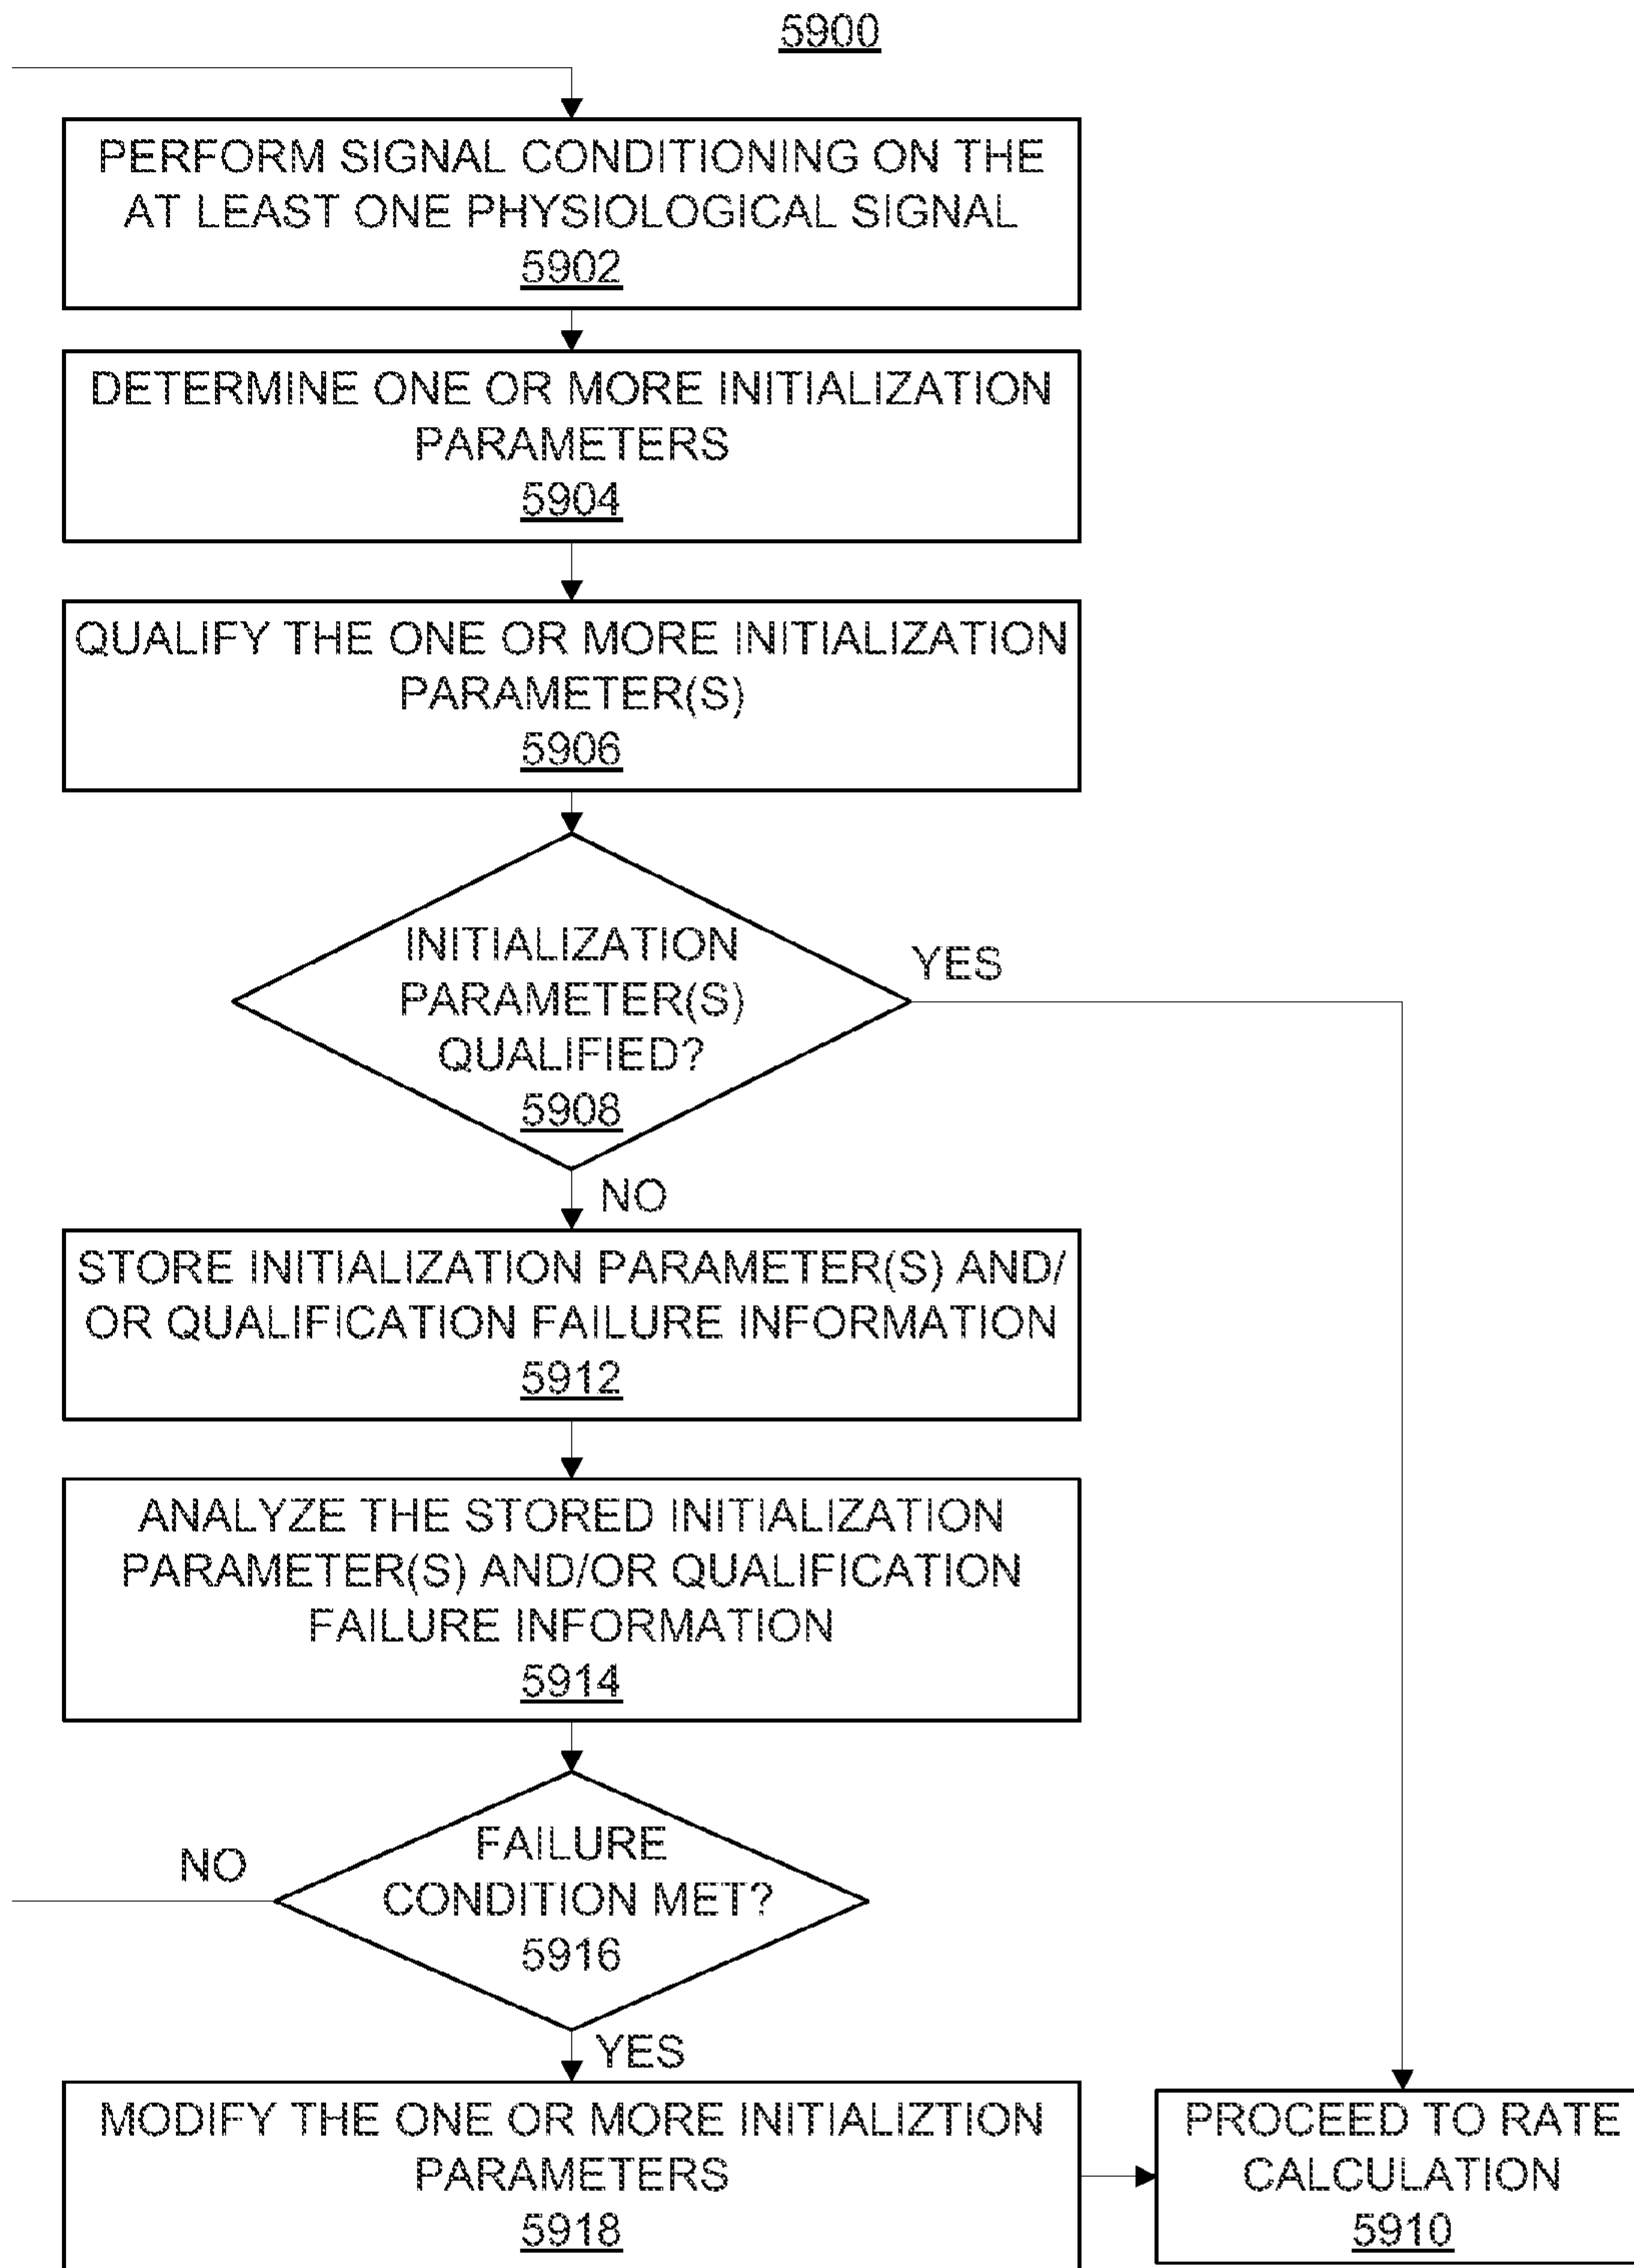 5900
PERFORM SIGNAL CONDITIONING ON THE
AT LEAST ONE PHYSIOLOGICAL SIGNAL
5902
DETERMINE ONE OR MORE INITIALIZATION
PARAMETERS
5904
QUALIFY THE ONE OR MORE INITIALIZATION
PARAMETER(S)
5906
INITIALIZATION
PARAMETER(S)
QUALIFIED?
5908
YES
NO
STORE INITIALIZATION PARAMETER(S) AND/
OR QUALIFICATION FAILURE INFORMATION
5912
ANALYZE THE STORED INITIALIZATION
PARAMETER(S) AND/OR QUALIFICATION
FAILURE INFORMATION
5914
FAILURE
CONDITION MET?
5916
NO
YES
MODIFY THE ONE OR MORE INITIALIZTION
PARAMETERS
5918
PROCEED TO RATE
CALCULATION
5910